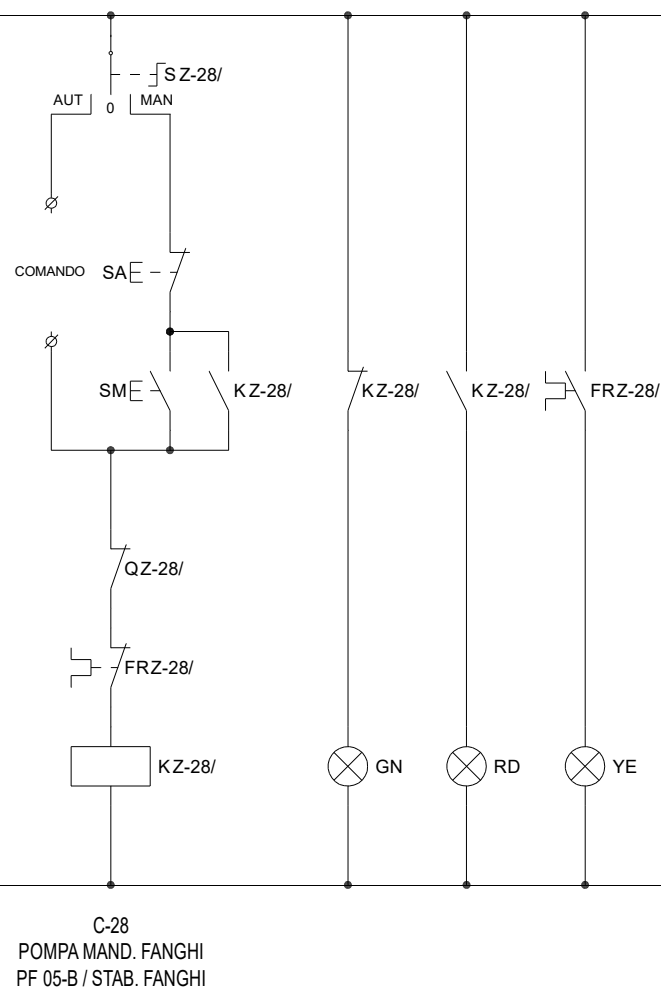 SZ-28/
AUT
0
MAN
COMANDO
SA
SM
KZ-28/
KZ-28/
KZ-28/
FRZ-28/
QZ-28/
FRZ-28/
KZ-28/
GN
RD
YE
C-28
POMPA MAND. FANGHI
PF 05-B / STAB. FANGHI